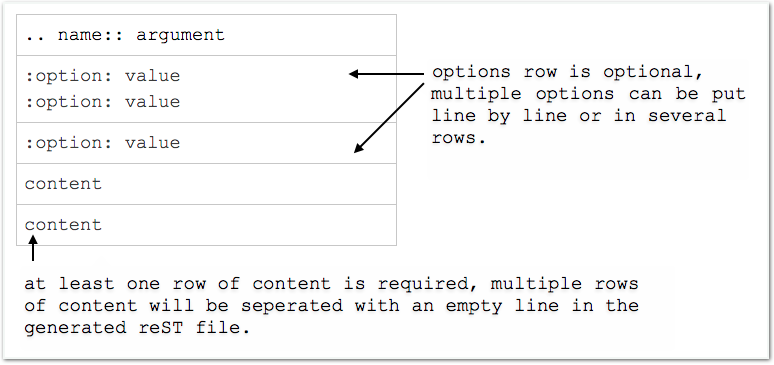 .. name:: argument
:option: value
:option: value
:option: value
content
content
options row is optional,
multiple options can be put
line by line or in several
rows.
at least one row of content is required, multiple rows
of content will be seperated with an empty line in the
generated reST file.